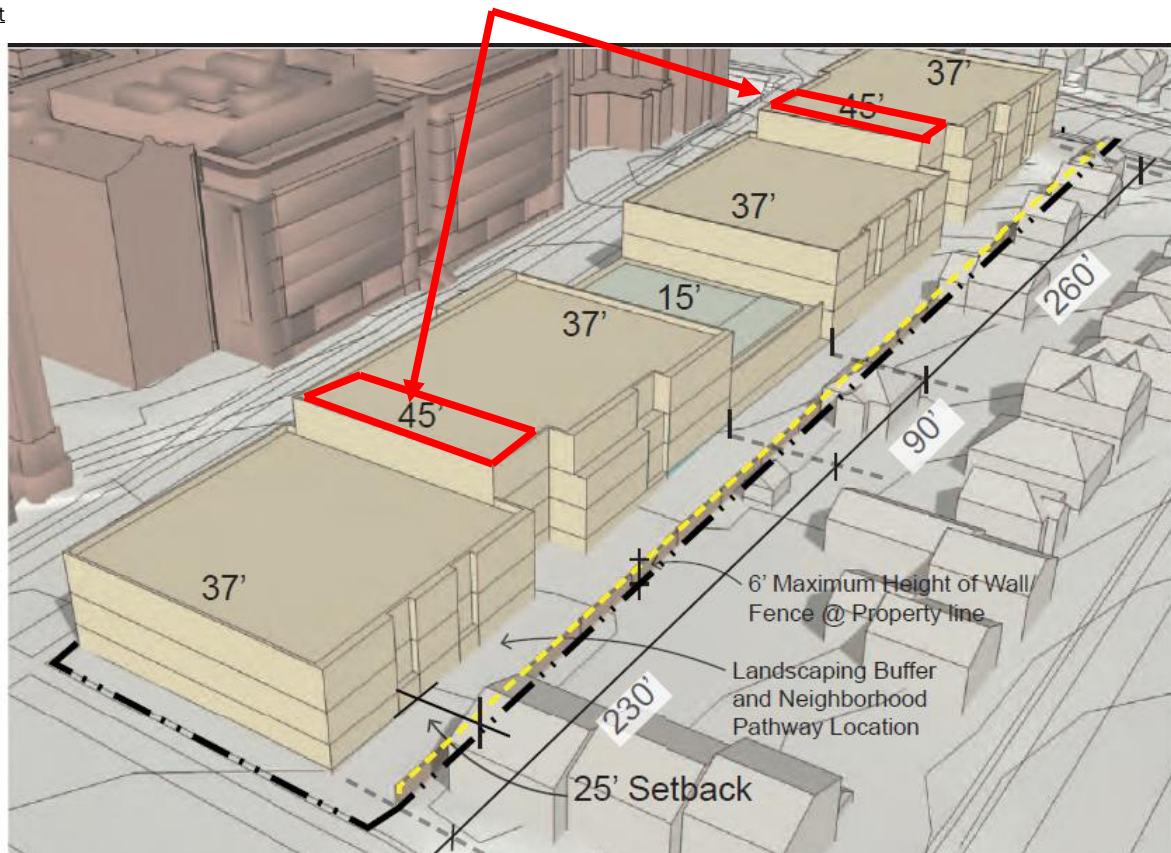 t
37'
45'
37'
15'
37'
45'
37'
260'
90'
230'
6' Maximum Height of Wall/
Fence @ Property line
Landscaping Buffer
and Neighborhood
Pathway Location
25' Setback